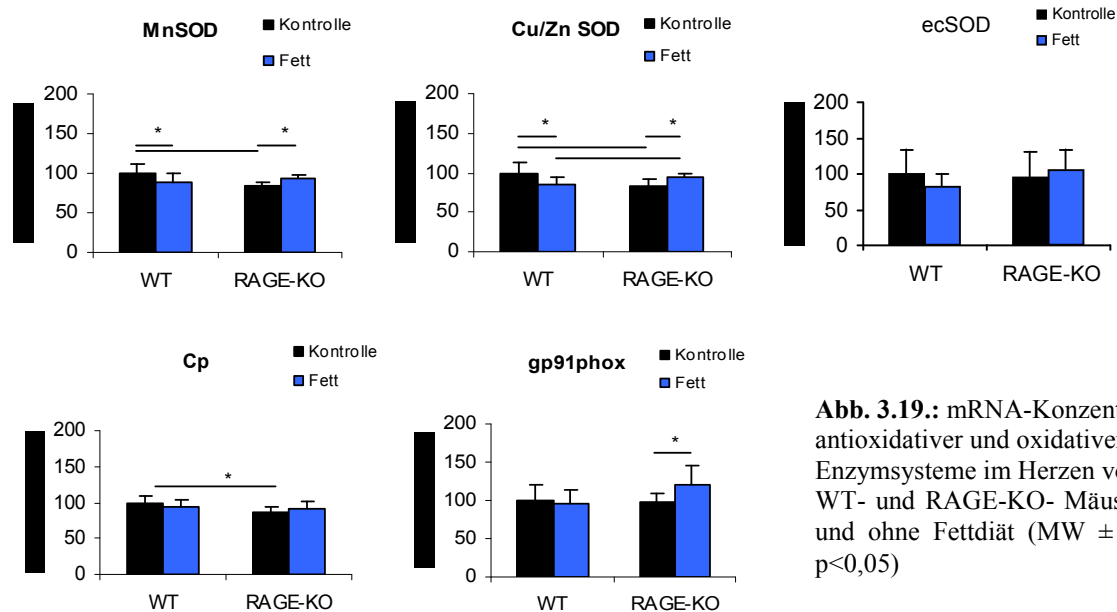 MnSOD
Kontrolle
Fett
200
150
100
50
0
*
*
WT
RAGE-KO
Cu/Zn SOD
Kontrolle
Fett
200
150
100
50
0
*
*
WT
RAGE-KO
ecSOD
Kontrolle
Fett
200
150
100
50
0
WT
RAGE-KO
Cp
Kontrolle
Fett
200
150
100
50
0
*
WT
RAGE-KO
gp91phox
Kontrolle
Fett
200
150
100
50
0
*
WT
RAGE-KO
Abb. 3.19.: mRNA-Konzent
antioxidativer und oxidative
Enzymsysteme im Herzen vo
WT- und RAGE-KO- Mäus
und ohne Fettdiät (MW ±
p<0,05)